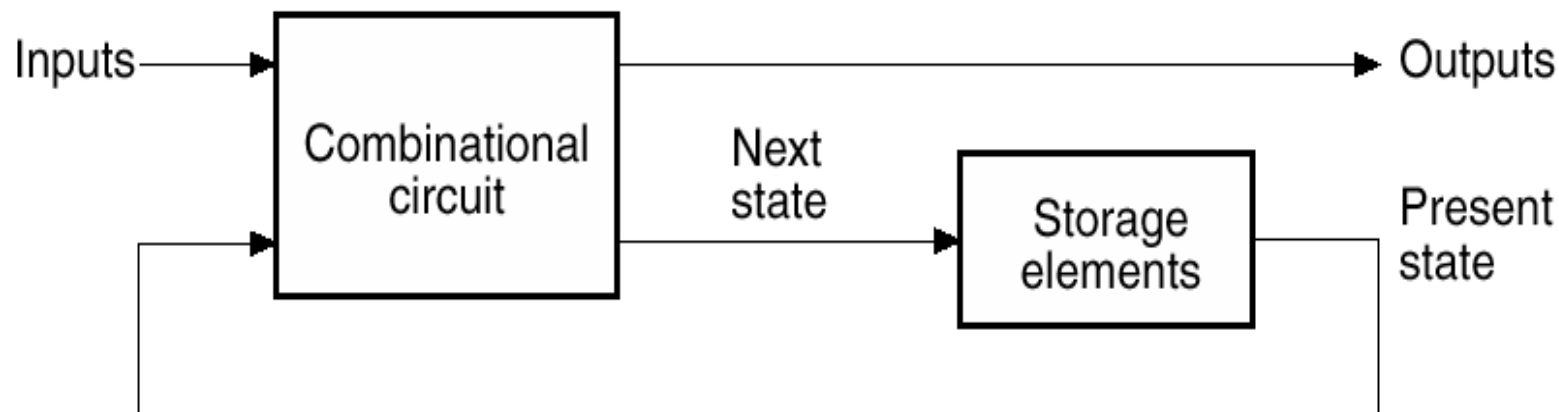 Inputs
Combinational
circuit
Next
state
Outputs
Storage
elements
Present
state